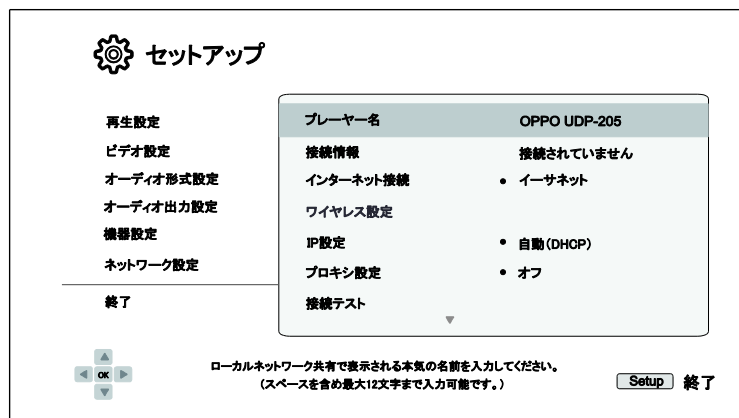 セットアップ
再生設定
ビデオ設定
オーディオ形式設定
オーディオ出力設定
機器設定
ネットワーク設定
終了
プレーヤー名 OPPO UDP-205
接続情報 接続されていません
インターネット接続 • イーサネット
ワイヤレス設定
IP設定 • 自動(DHCP)
プロキシ設定 • オフ
接続テスト
OK
ローカルネットワーク共有で表示される本気の名前を入力してください。
(スペースを含め最大12文字まで入力可能です。)
Setup 終了